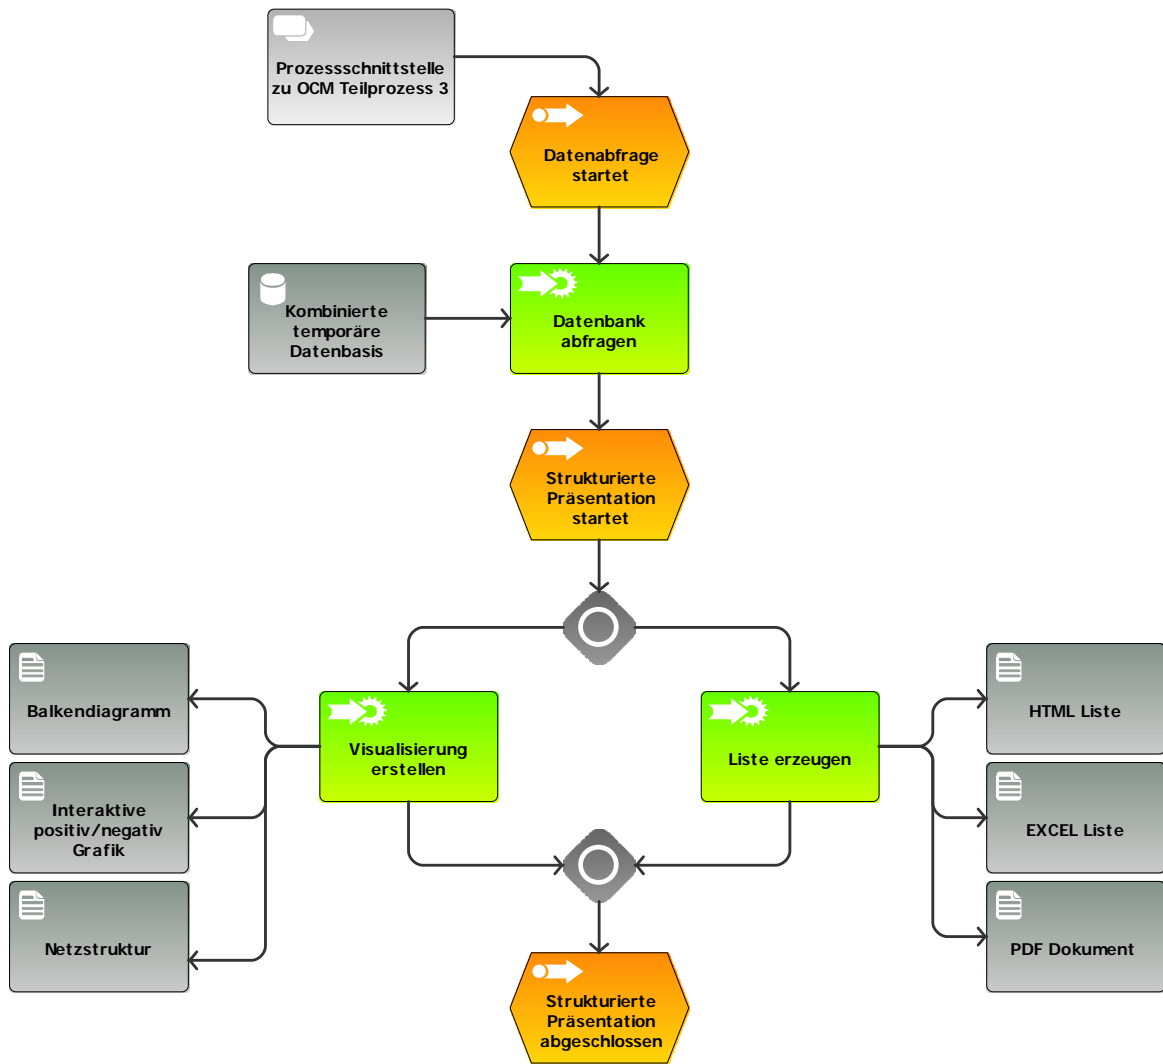 Prozessschnittstelle
zu OCM Teilprozess 3
Datenabfrage
startet
Kombinierte
temporäre
Datenbasis
Datenbank
abfragen
Strukturierte
Präsentation
startet
Balkendiagramm
Interaktive
positiv/negativ
Grafik
Netzstruktur
Visualisierung
erstellen
Liste erzeugen
HTML Liste
EXCEL Liste
PDF Dokument
Strukturierte
Präsentation
abgeschlossen